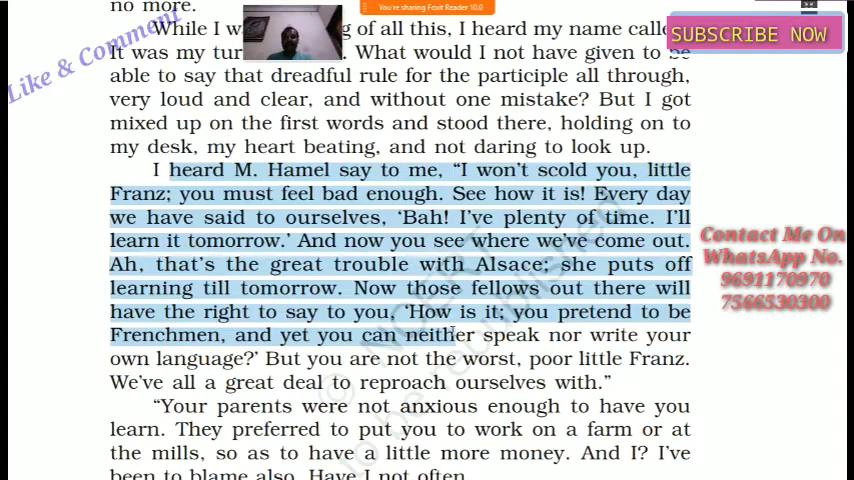 no more.
You're sharing Foxit Reader 10.0
SUBSCRIBE NOW
Like & Comment
While I w g of all this, I heard my name calle
It was my tur . What would I not have given to be
able to say that dreadful rule for the participle all through,
very loud and clear, and without one mistake? But I got
mixed up on the first words and stood there, holding on to
my desk, my heart beating, and not daring to look up.
I heard M. Hamel say to me, “I won’t scold you, little
Franz; you must feel bad enough. See how it is! Every day
we have said to ourselves, ‘Bah! I’ve plenty of time. I’ll
learn it tomorrow.’ And now you see where we’ve come out.
Ah, that’s the great trouble with Alsace; she puts off
learning till tomorrow. Now those fellows out there will
have the right to say to you, ‘How is it; you pretend to be
Frenchmen, and yet you can neither speak nor write your
own language?’ But you are not the worst, poor little Franz.
We’ve all a great deal to reproach ourselves with.”
“Your parents were not anxious enough to have you
learn. They preferred to put you to work on a farm or at
the mills, so as to have a little more money. And I? I’ve
been to blame also. Have I not often
Contact Me On
WhatsApp No.
9691170970
7566530300
© NCERT
to be republished